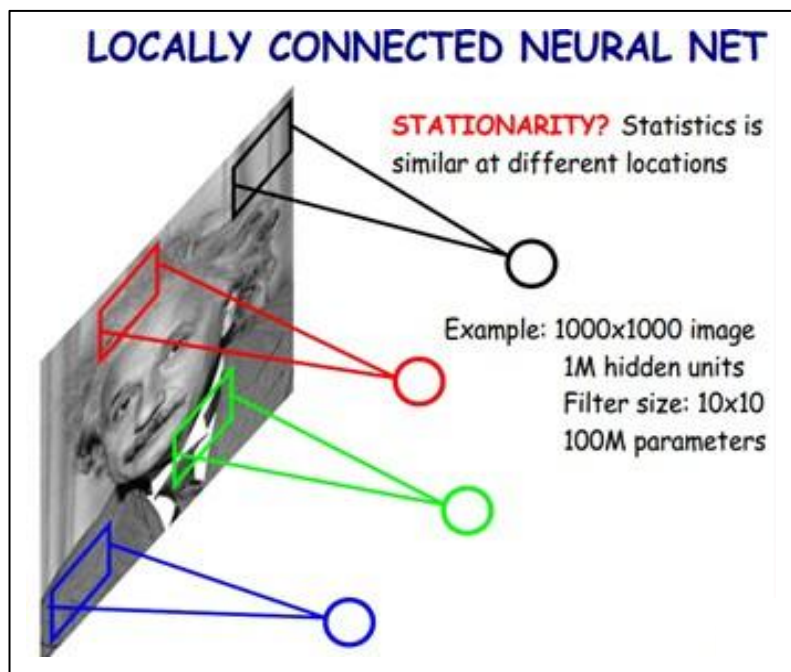 LOCALLY CONNECTED NEURAL NET
STATIONARITY? Statistics is
similar at different locations
Example: 1000x1000 image
1M hidden units
Filter size: 10x10
100M parameters